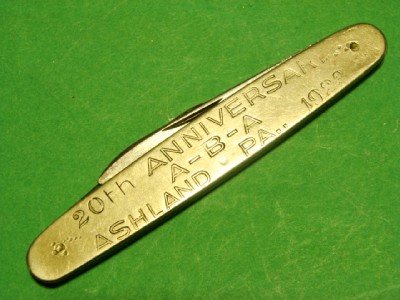 20th ANNIVERSARY
A-B-A
ASHLAND · PA..